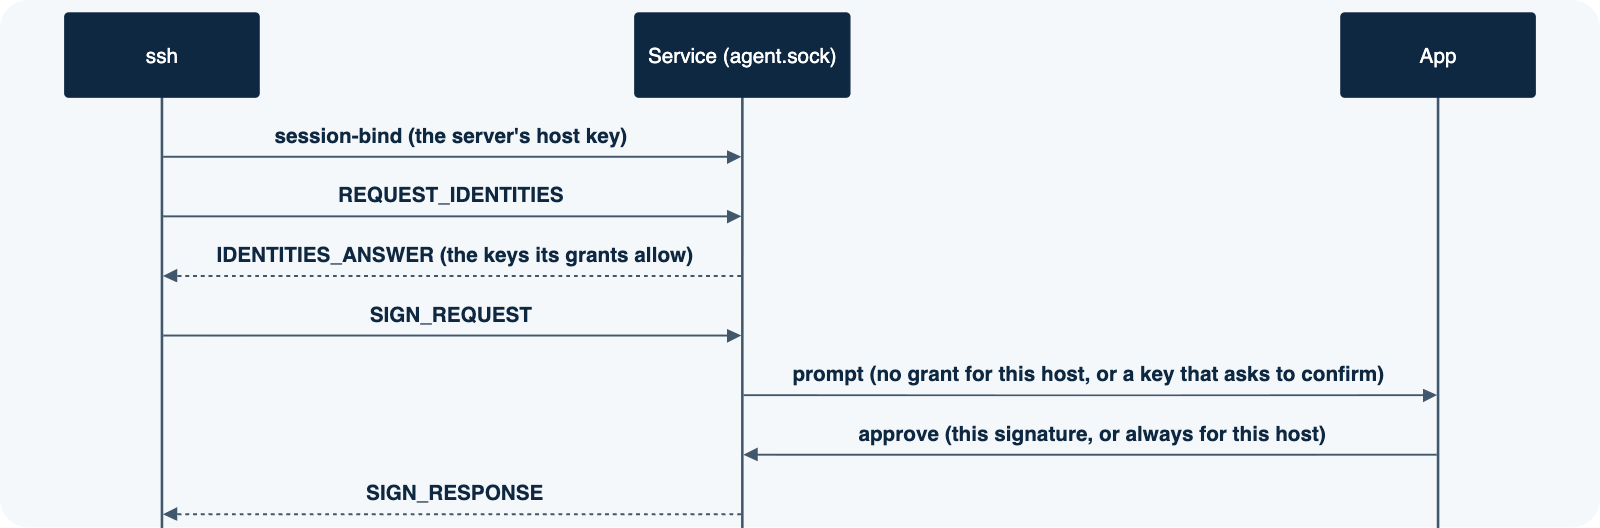 ssh
Service (agent.sock)
App
session-bind (the server's host key)
REQUEST_IDENTITIES
IDENTITIES_ANSWER (the keys its grants allow)
SIGN_REQUEST
prompt (no grant for this host, or a key that asks to confirm)
approve (this signature, or always for this host)
SIGN_RESPONSE